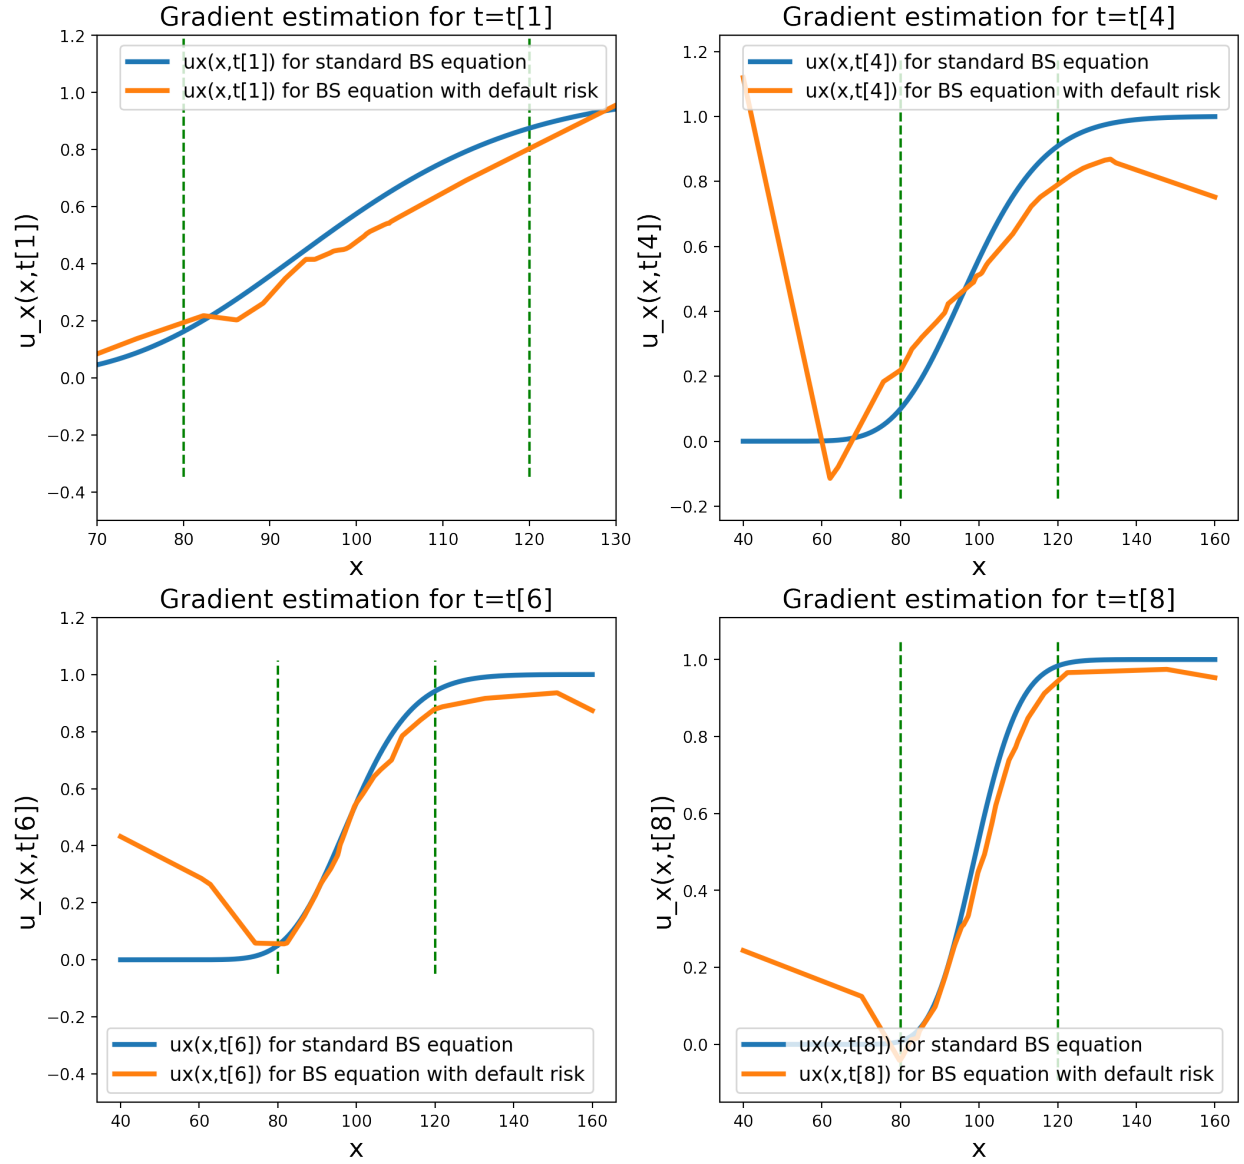 Gradient estimation for t=t[1]
1.2
1.0
0.8
0.6
0.4
0.2
0.0
−0.2
−0.4
u_x(x,t[1])
ux(x,t[1]) for standard BS equation
ux(x,t[1]) for BS equation with default risk
70 80 90 100 110 120 130
x
Gradient estimation for t=t[4]
1.2
1.0
0.8
0.6
0.4
0.2
0.0
−0.2
u_x(x,t[4])
ux(x,t[4]) for standard BS equation
ux(x,t[4]) for BS equation with default risk
40 60 80 100 120 140 160
x
Gradient estimation for t=t[6]
1.2
1.0
0.8
0.6
0.4
0.2
0.0
−0.2
−0.4
u_x(x,t[6])
ux(x,t[6]) for standard BS equation
ux(x,t[6]) for BS equation with default risk
40 60 80 100 120 140 160
x
Gradient estimation for t=t[8]
1.0
0.8
0.6
0.4
0.2
0.0
u_x(x,t[8])
ux(x,t[8]) for standard BS equation
ux(x,t[8]) for BS equation with default risk
40 60 80 100 120 140 160
x